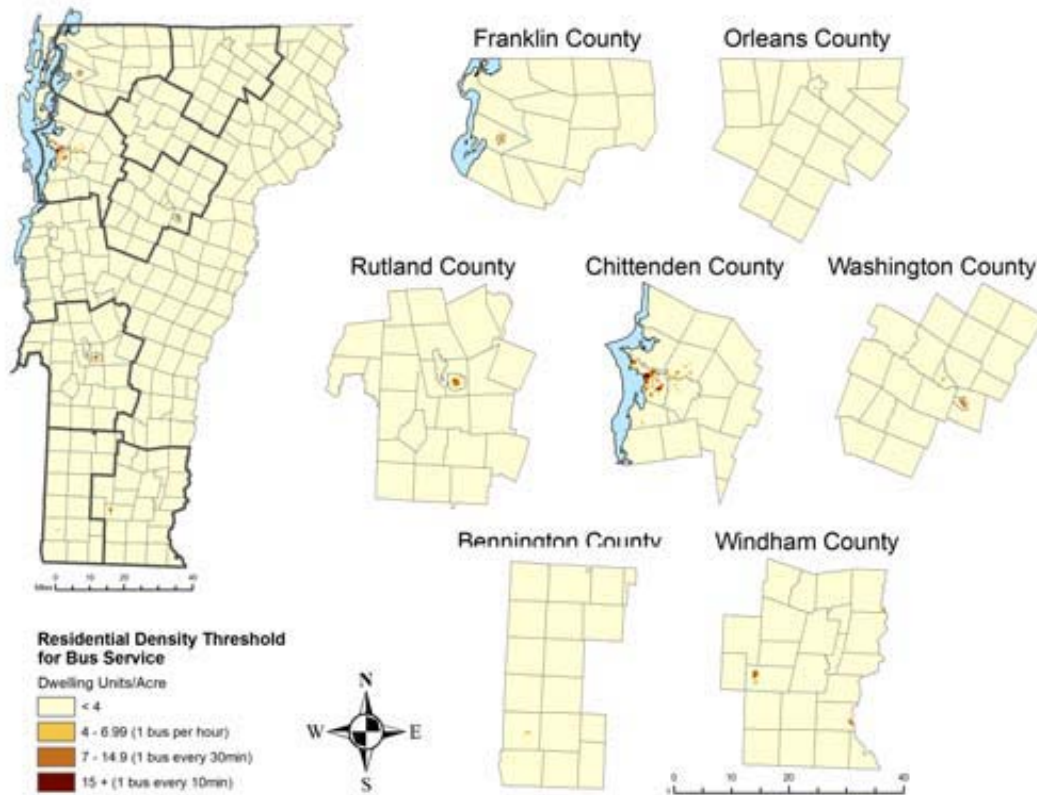 Franklin County
Orleans County
Rutland County
Chittenden County
Washington County
Bennington County
Windham County
0 10 20 40
Miles
Residential Density Threshold
for Bus Service
Dwelling Units/Acre
< 4
4 - 6.99 (1 bus per hour)
7 - 14.9 (1 bus every 30min)
15 + (1 bus every 10min)
N
W E
S
0 10 20 40